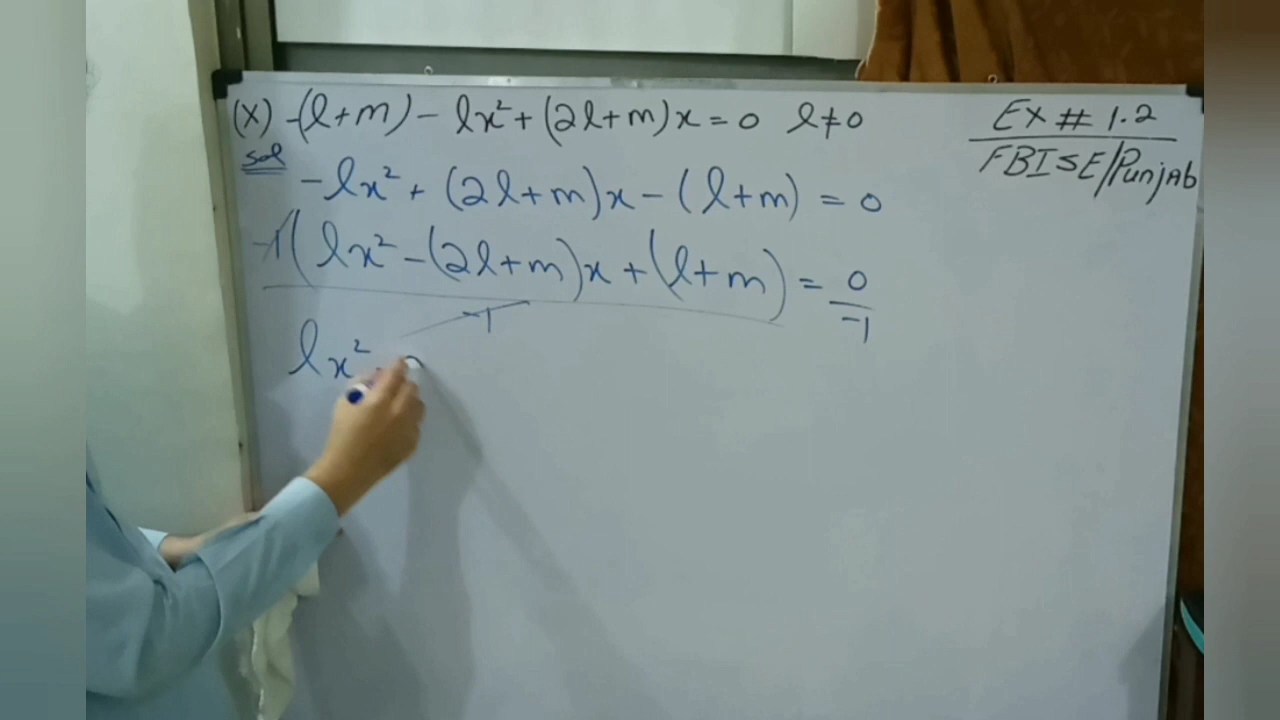 (x) -(l+m) - lx² + (2l+m)x = 0 l ≠ 0
Ex # 1.2
FBISE/Punjab
Sol
-lx² + (2l+m)x - (l+m) = 0
-1(lx² - (2l+m)x + (l+m)) = 0
-1 -1
lx²